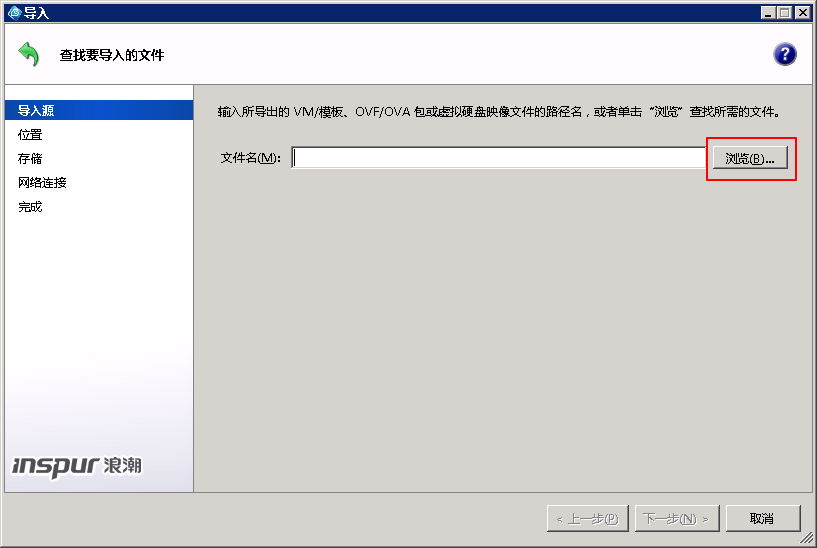 导入
查找要导入的文件
?
导入源
位置
存储
网络连接
完成
输入所导出的 VM/模板、OVF/OVA 包或虚拟硬盘映像文件的路径名，或者单击“浏览”查找所需的文件。
文件名(M):
浏览(B)...
inspur 浪潮
< 上一步(P)
下一步(N) >
取消